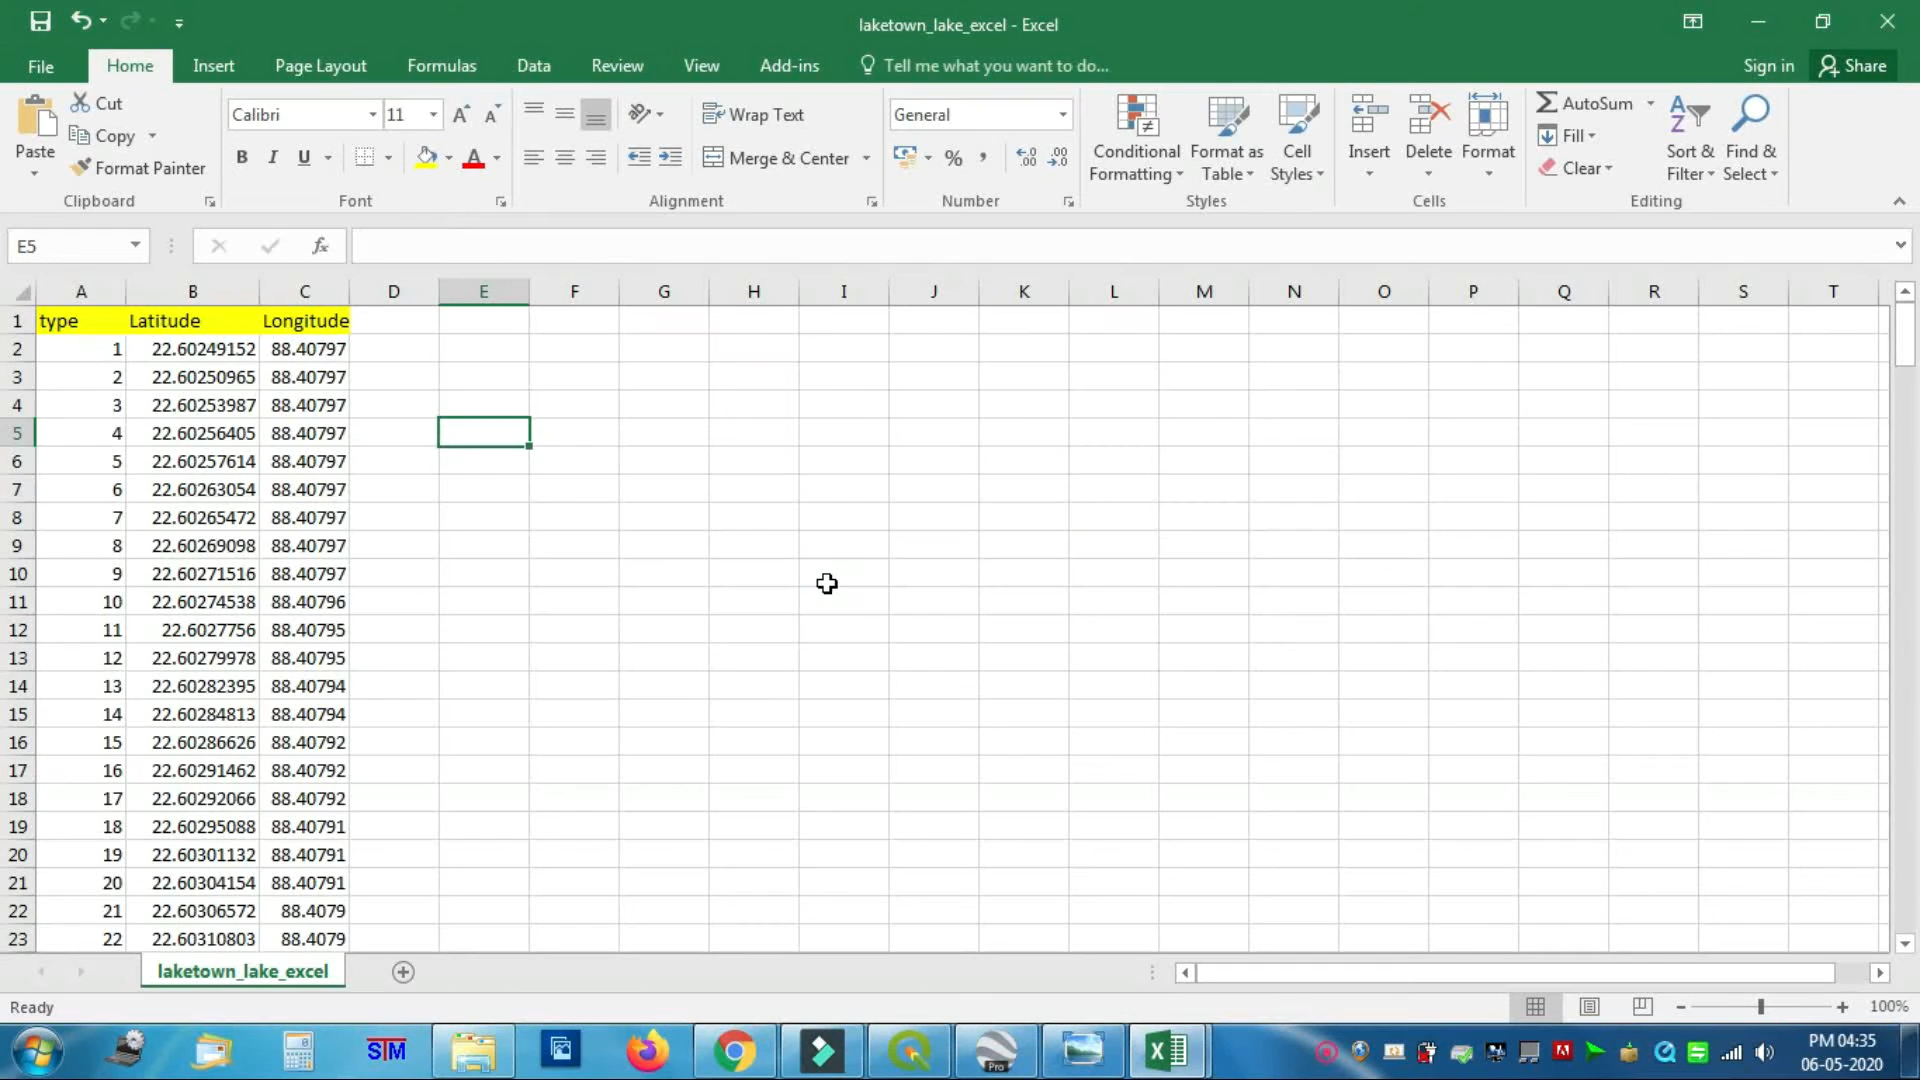 laketown_lake_excel - Excel
File Home Insert Page Layout Formulas Data Review View Add-ins Tell me what you want to do... Sign in Share
Paste Cut Copy Format Painter Clipboard
Calibri 11 B I U A Font
Wrap Text Merge & Center Alignment
General % Number
Conditional Formatting Format as Table Cell Styles Styles
Insert Delete Format Cells
AutoSum Fill Clear Sort & Filter Find & Select Editing
E5 fx
A B C D E F G H I J K L M N O P Q R S T
1 type Latitude Longitude
2 1 22.60249152 88.40797
3 2 22.60250965 88.40797
4 3 22.60253987 88.40797
5 4 22.60256405 88.40797
6 5 22.60257614 88.40797
7 6 22.60263054 88.40797
8 7 22.60265472 88.40797
9 8 22.60269098 88.40797
10 9 22.60271516 88.40797
11 10 22.60274538 88.40796
12 11 22.6027756 88.40795
13 12 22.60279978 88.40795
14 13 22.60282395 88.40794
15 14 22.60284813 88.40794
16 15 22.60286626 88.40792
17 16 22.60291462 88.40792
18 17 22.60292066 88.40792
19 18 22.60295088 88.40791
20 19 22.60301132 88.40791
21 20 22.60304154 88.40791
22 21 22.60306572 88.4079
23 22 22.60310803 88.4079
laketown_lake_excel
Ready 100%
STM Pro PM 04:35
06-05-2020